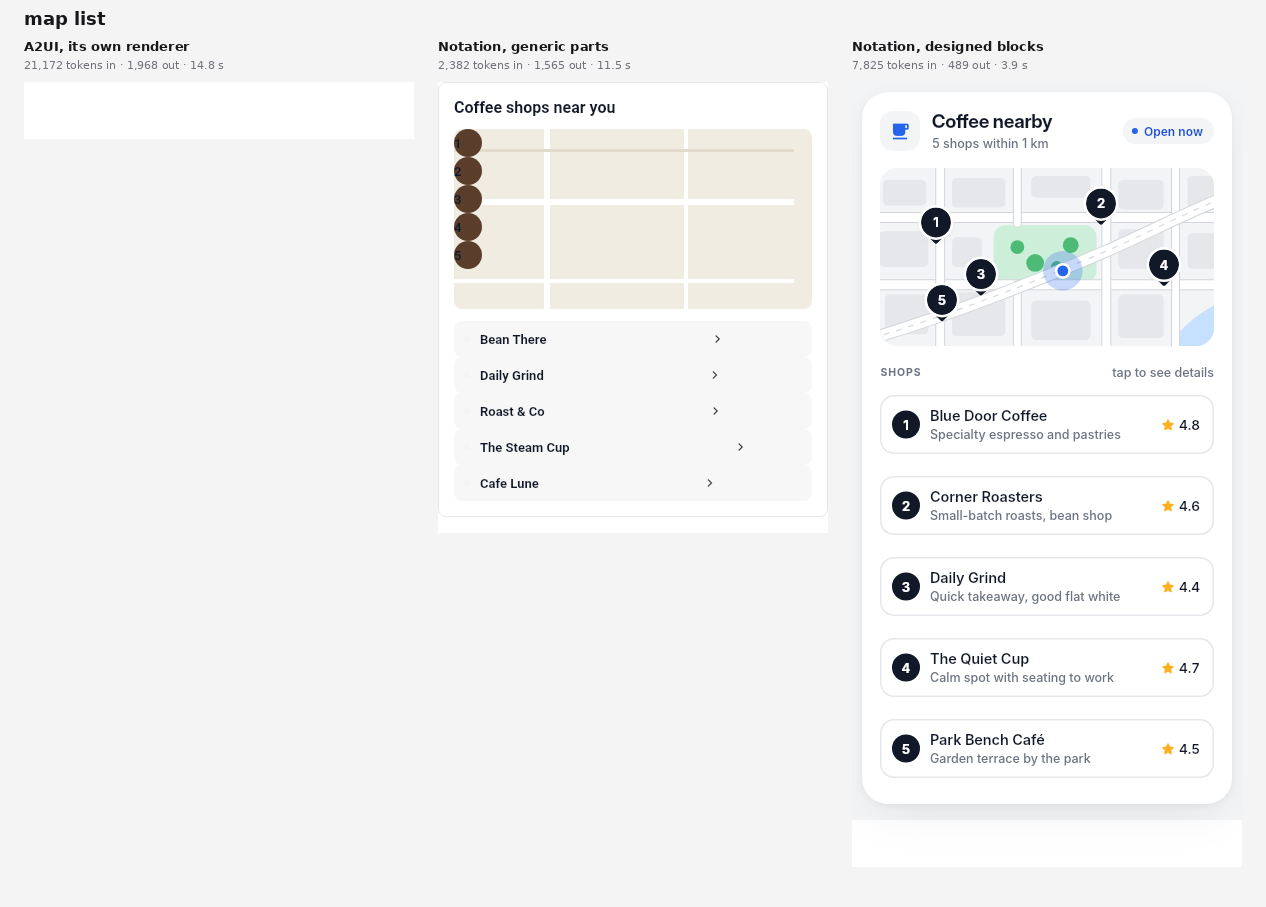 map list
A2UI, its own renderer
21,172 tokens in · 1,968 out · 14.8 s
Notation, generic parts
2,382 tokens in · 1,565 out · 11.5 s
Coffee shops near you
1
2
3
4
5
Bean There
Daily Grind
Roast & Co
The Steam Cup
Cafe Lune
Notation, designed blocks
7,825 tokens in · 489 out · 3.9 s
Coffee nearby
5 shops within 1 km
Open now
1
2
3
4
5
SHOPS
tap to see details
1
Blue Door Coffee
Specialty espresso and pastries
4.8
2
Corner Roasters
Small-batch roasts, bean shop
4.6
3
Daily Grind
Quick takeaway, good flat white
4.4
4
The Quiet Cup
Calm spot with seating to work
4.7
5
Park Bench Café
Garden terrace by the park
4.5